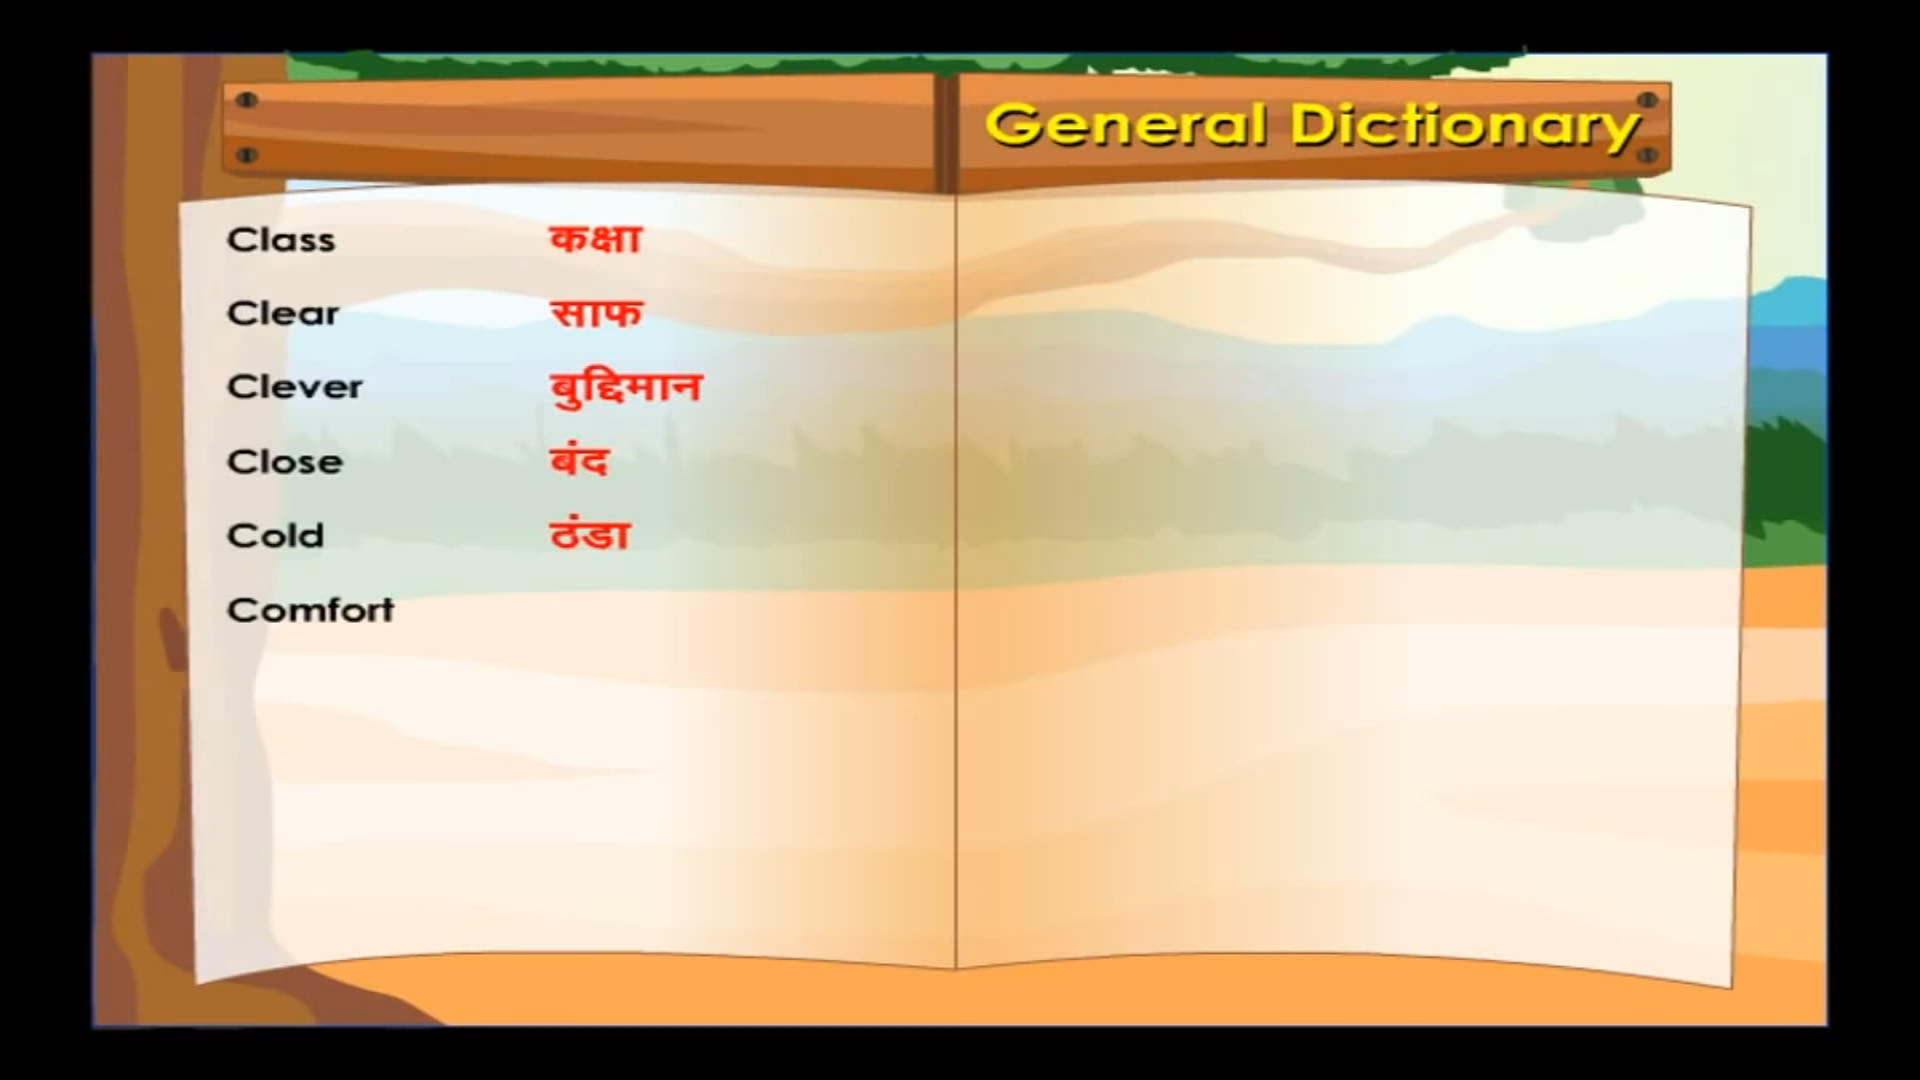 General Dictionary
Class कक्षा
Clear साफ
Clever बुद्दिमान
Close बंद
Cold ठंडा
Comfort